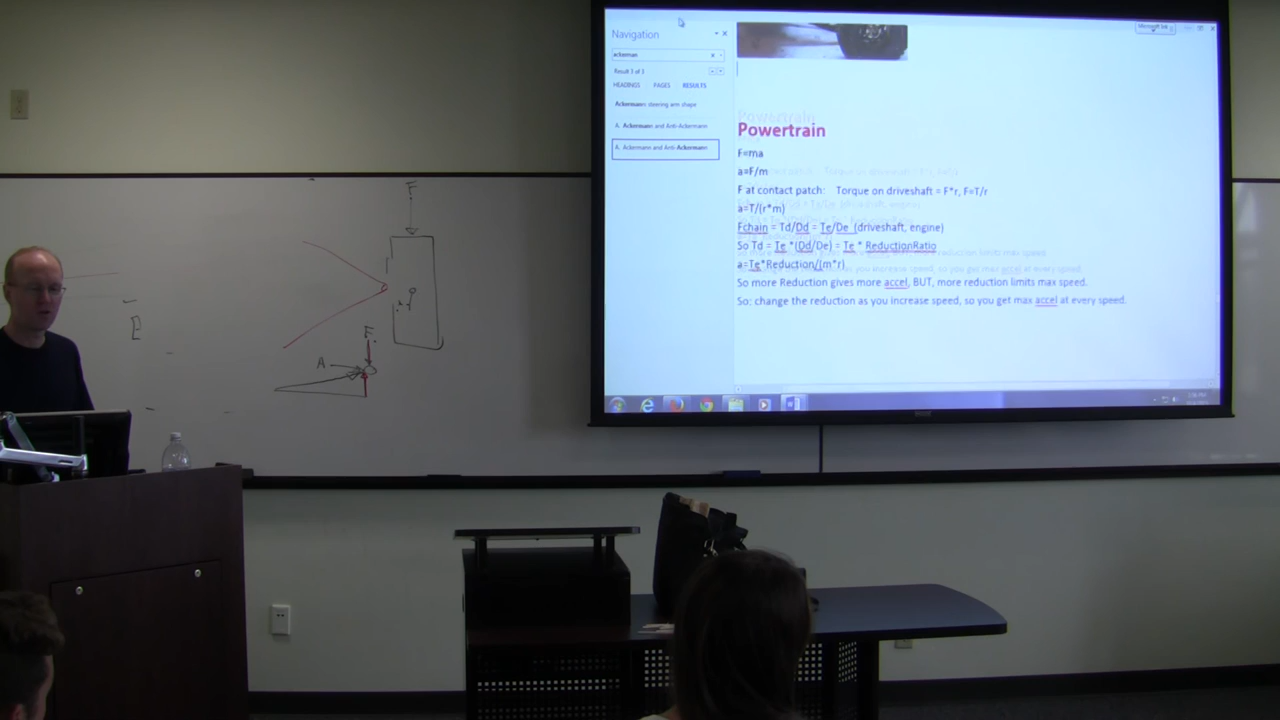 Navigation
ackerman
Result 3 of 3
HEADINGS PAGES RESULTS
Ackermann steering arm shape
A. Ackermann and Anti-Ackermann
A. Ackermann and Anti-Ackermann
Powertrain
F=ma
a=F/m
F at contact patch: Torque on driveshaft = F*r, F=T/r
a=T/(r*m)
Fchain = Td/Dd = Te/De (driveshaft, engine)
So Td = Te *(Dd/De) = Te * ReductionRatio
a=Te*Reduction/(m*r)
So more Reduction gives more accel, BUT, more reduction limits max speed.
So: change the reduction as you increase speed, so you get max accel at every speed.
F
F
A